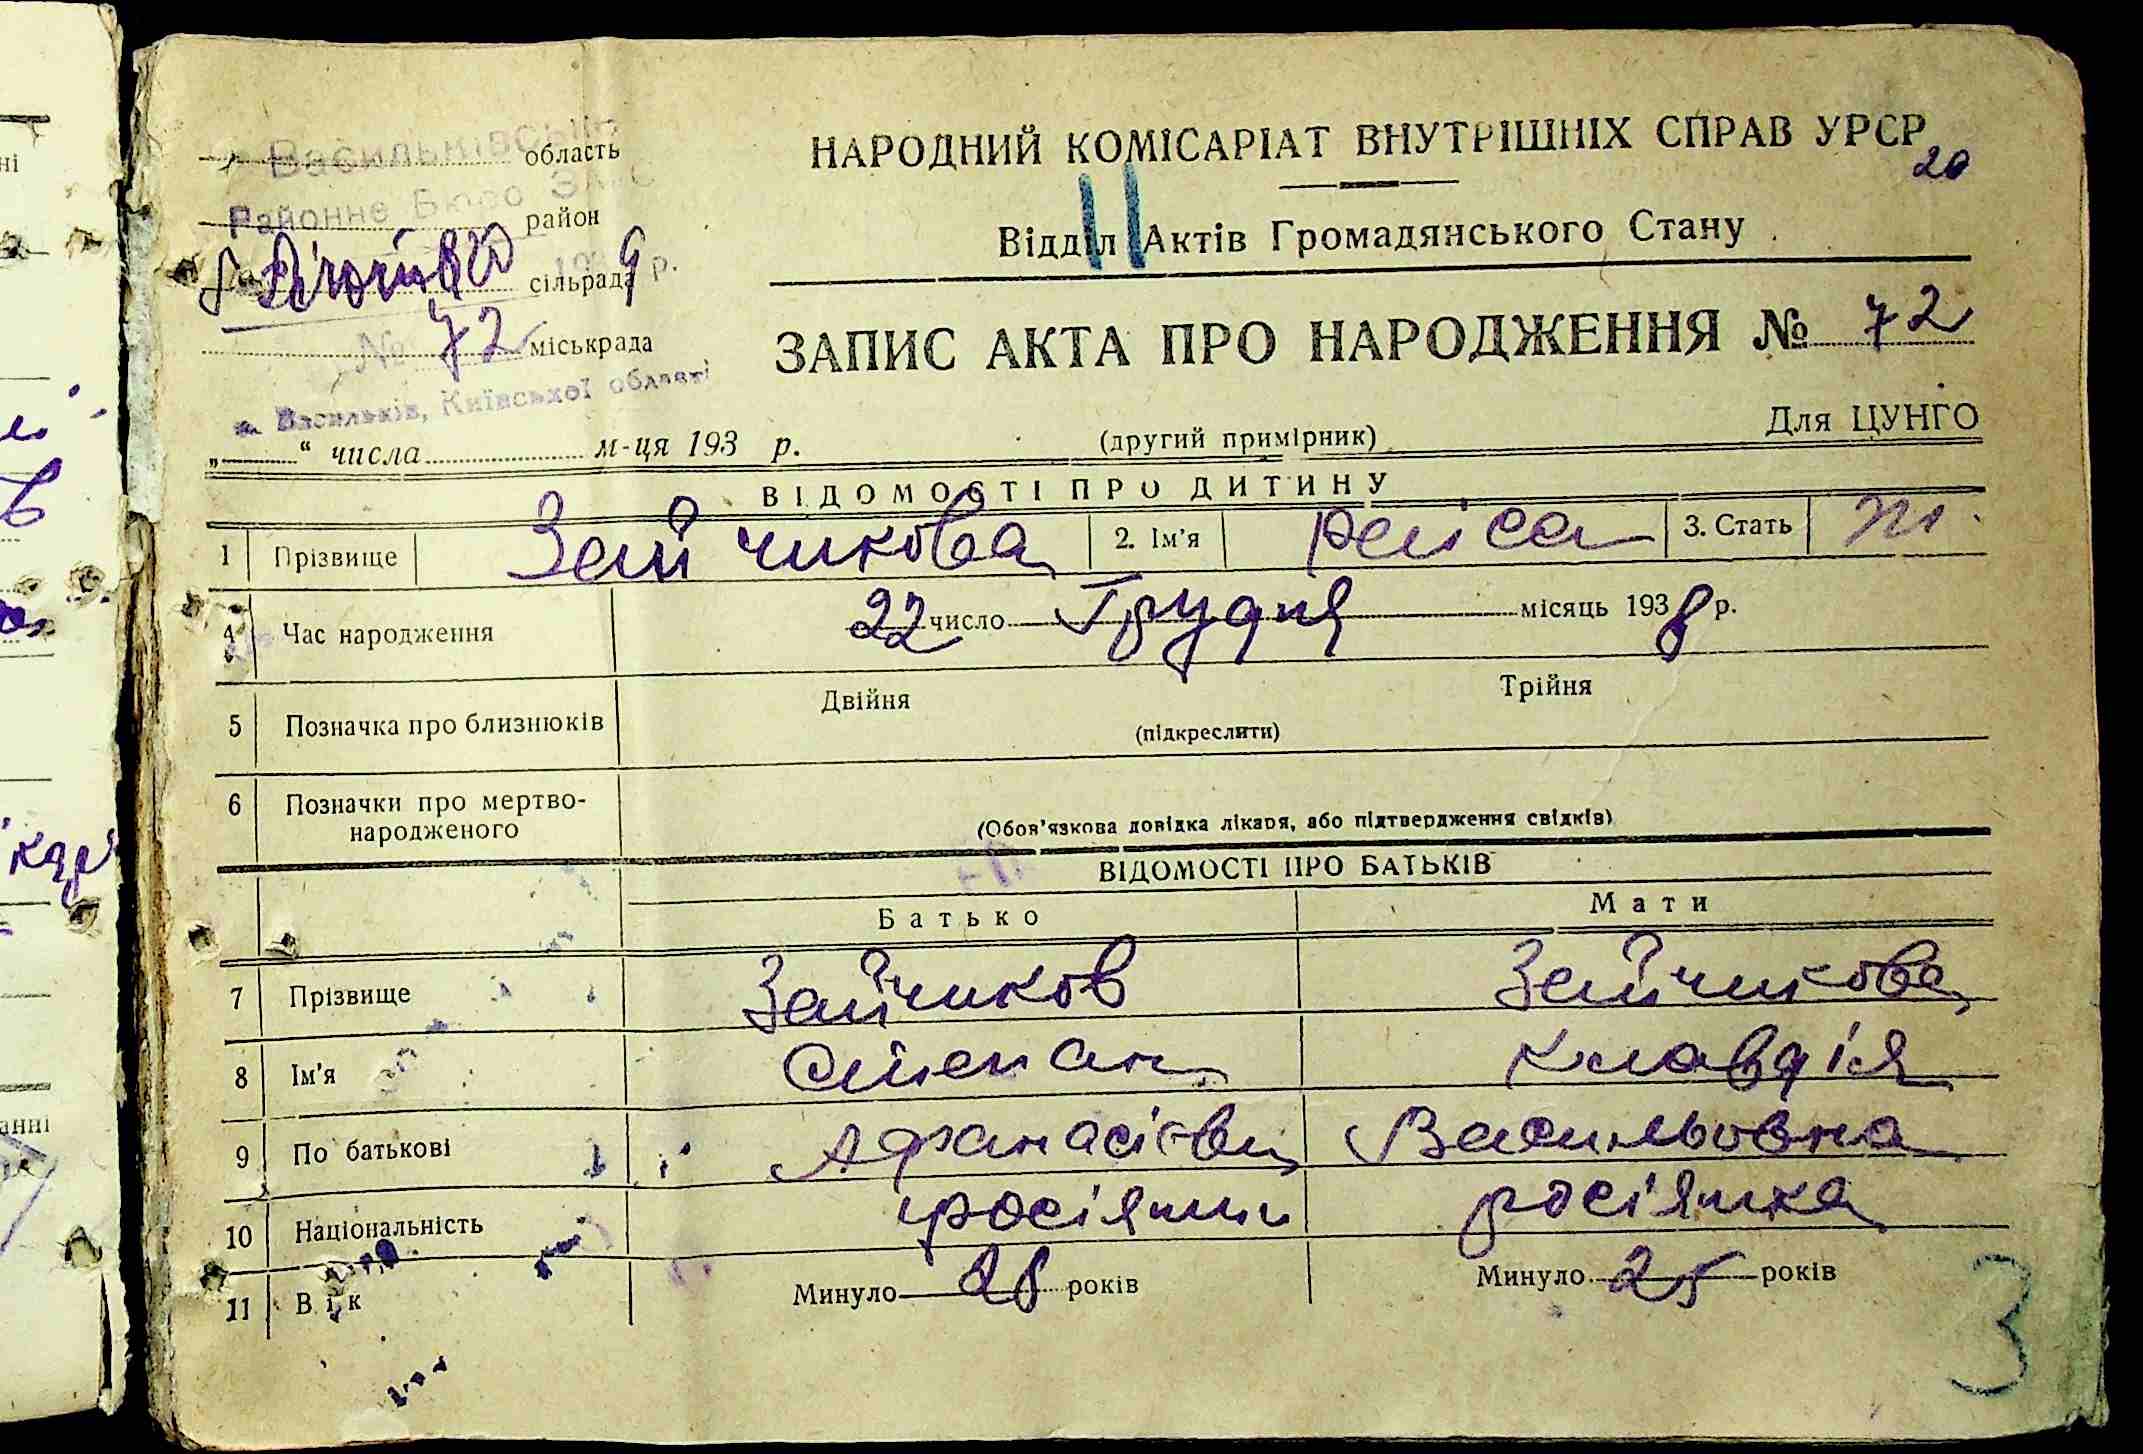 НАРОДНИЙ КОМІСАРІАТ ВНУТРІШНІХ СПРАВ УРСР
20
Відділ Актів Громадянського Стану
Васильківське область
Районне Бюро ЗАГС район
сільрада 9 р.
№ 72 міськрада
м. Васильків, Київської області
„ “ числа м-ця 193 р.
ЗАПИС АКТА ПРО НАРОДЖЕННЯ № 72
(другий примірник) Для ЦУНГО
ВІДОМОСТІ ПРО ДИТИНУ
1 Прізвище Зайчикова 2. Ім'я Раіса 3. Стать ж.
4 Час народження 22 число Грудня місяць 1938 р.
5 Позначка про близнюків Двійня Трійня
(підкреслити)
6 Позначки про мертво-
народженого (Обов'язкова довідка лікаря, або підтвердження свідків)
ВІДОМОСТІ ПРО БАТЬКІВ
Батько Мати
7 Прізвище Зайчиков Зайчикова
8 Ім'я Степан Клавдія
9 По батькові Афанасієвич Васильовна
10 Національність росіянин росіянка
11 Вік Минуло 28 років Минуло 25 років
3